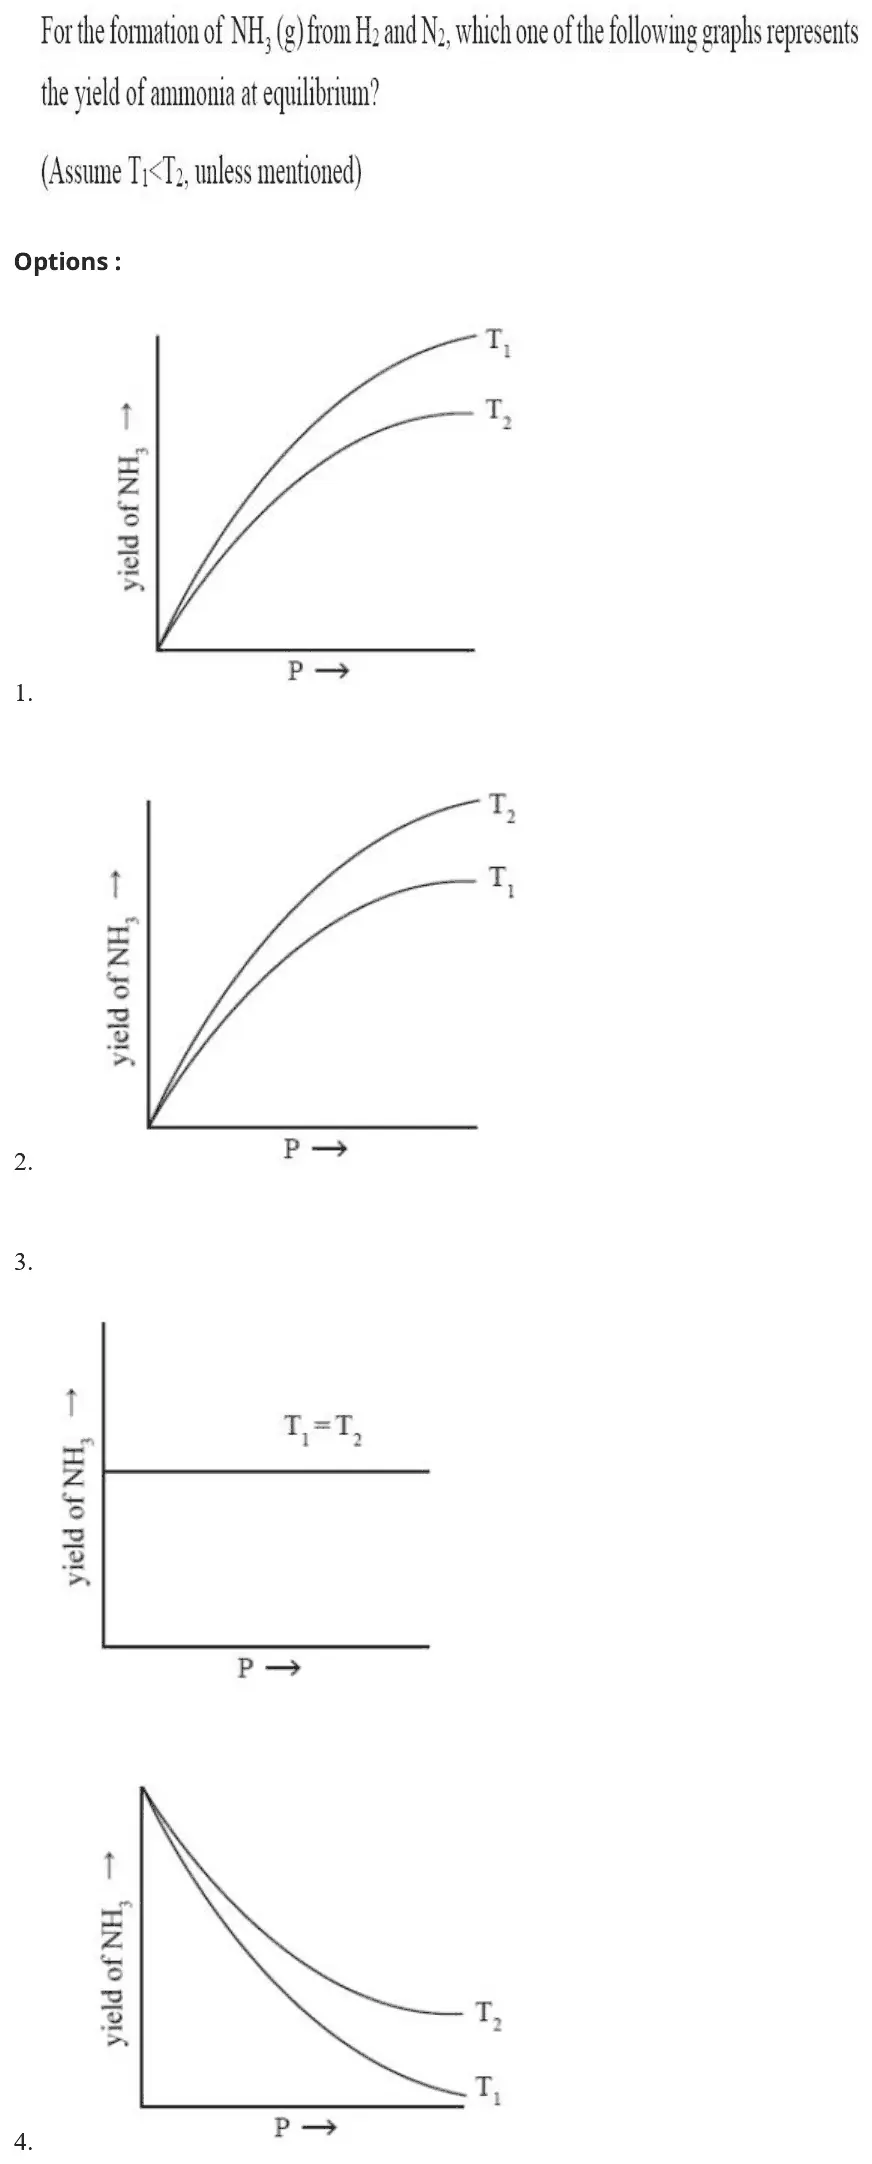 For the formation of NH₃ (g) from H₂ and N₂, which one of the following graphs represents
the yield of ammonia at equilibrium?
(Assume T₁<T₂, unless mentioned)
Options :
T₁
T₂
yield of NH₃ →
P →
1.
T₂
T₁
yield of NH₃ →
P →
2.
3.
T₁=T₂
yield of NH₃ →
P →
yield of NH₃ →
T₂
T₁
P →
4.